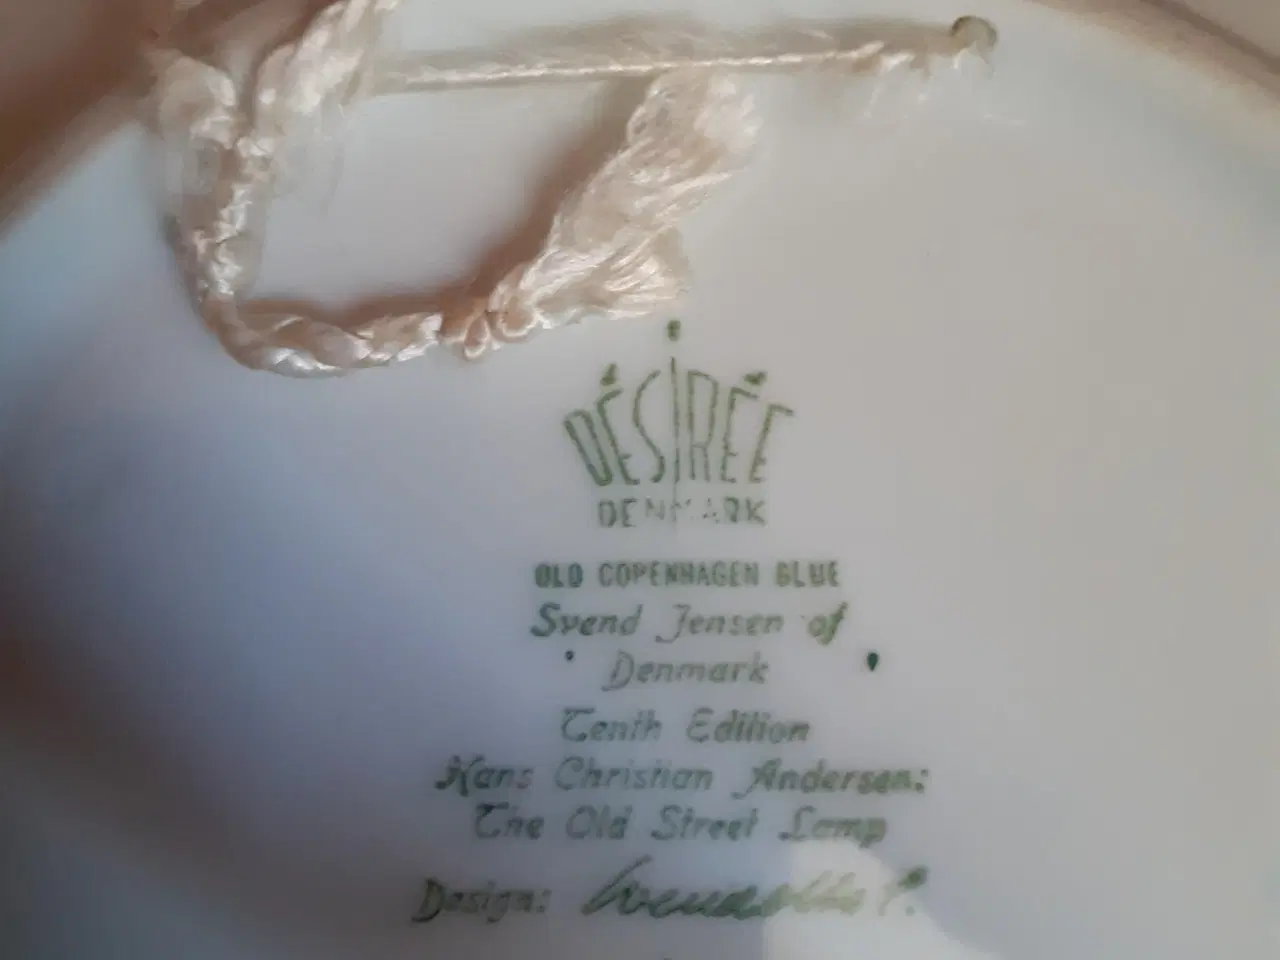 DÉSIRÉE
DENMARK
OLD COPENHAGEN BLUE
Svend Jensen of
Denmark
Tenth Edition
Hans Christian Andersen:
The Old Street Lamp
Design: